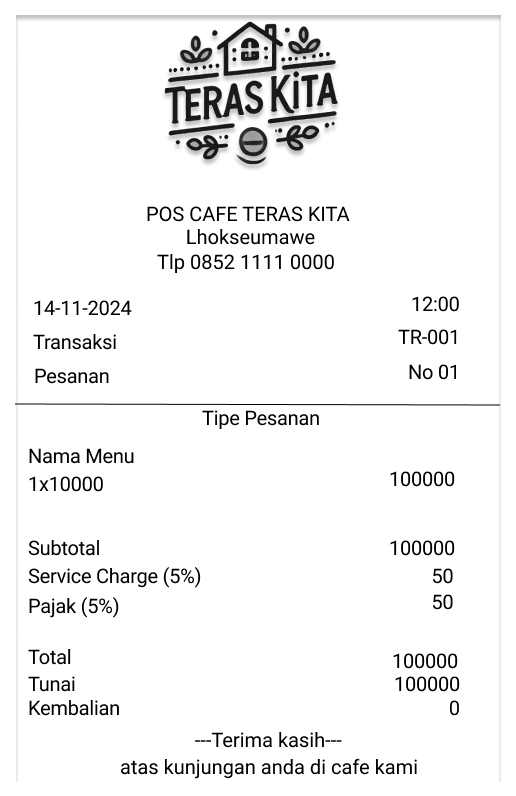 TERAS KITA
POS CAFE TERAS KITA
Lhokseumawe
Tlp 0852 1111 0000
14-11-2024 12:00
Transaksi TR-001
Pesanan No 01
Tipe Pesanan
Nama Menu
1x10000 100000
Subtotal 100000
Service Charge (5%) 50
Pajak (5%) 50
Total 100000
Tunai 100000
Kembalian 0
---Terima kasih---
atas kunjungan anda di cafe kami